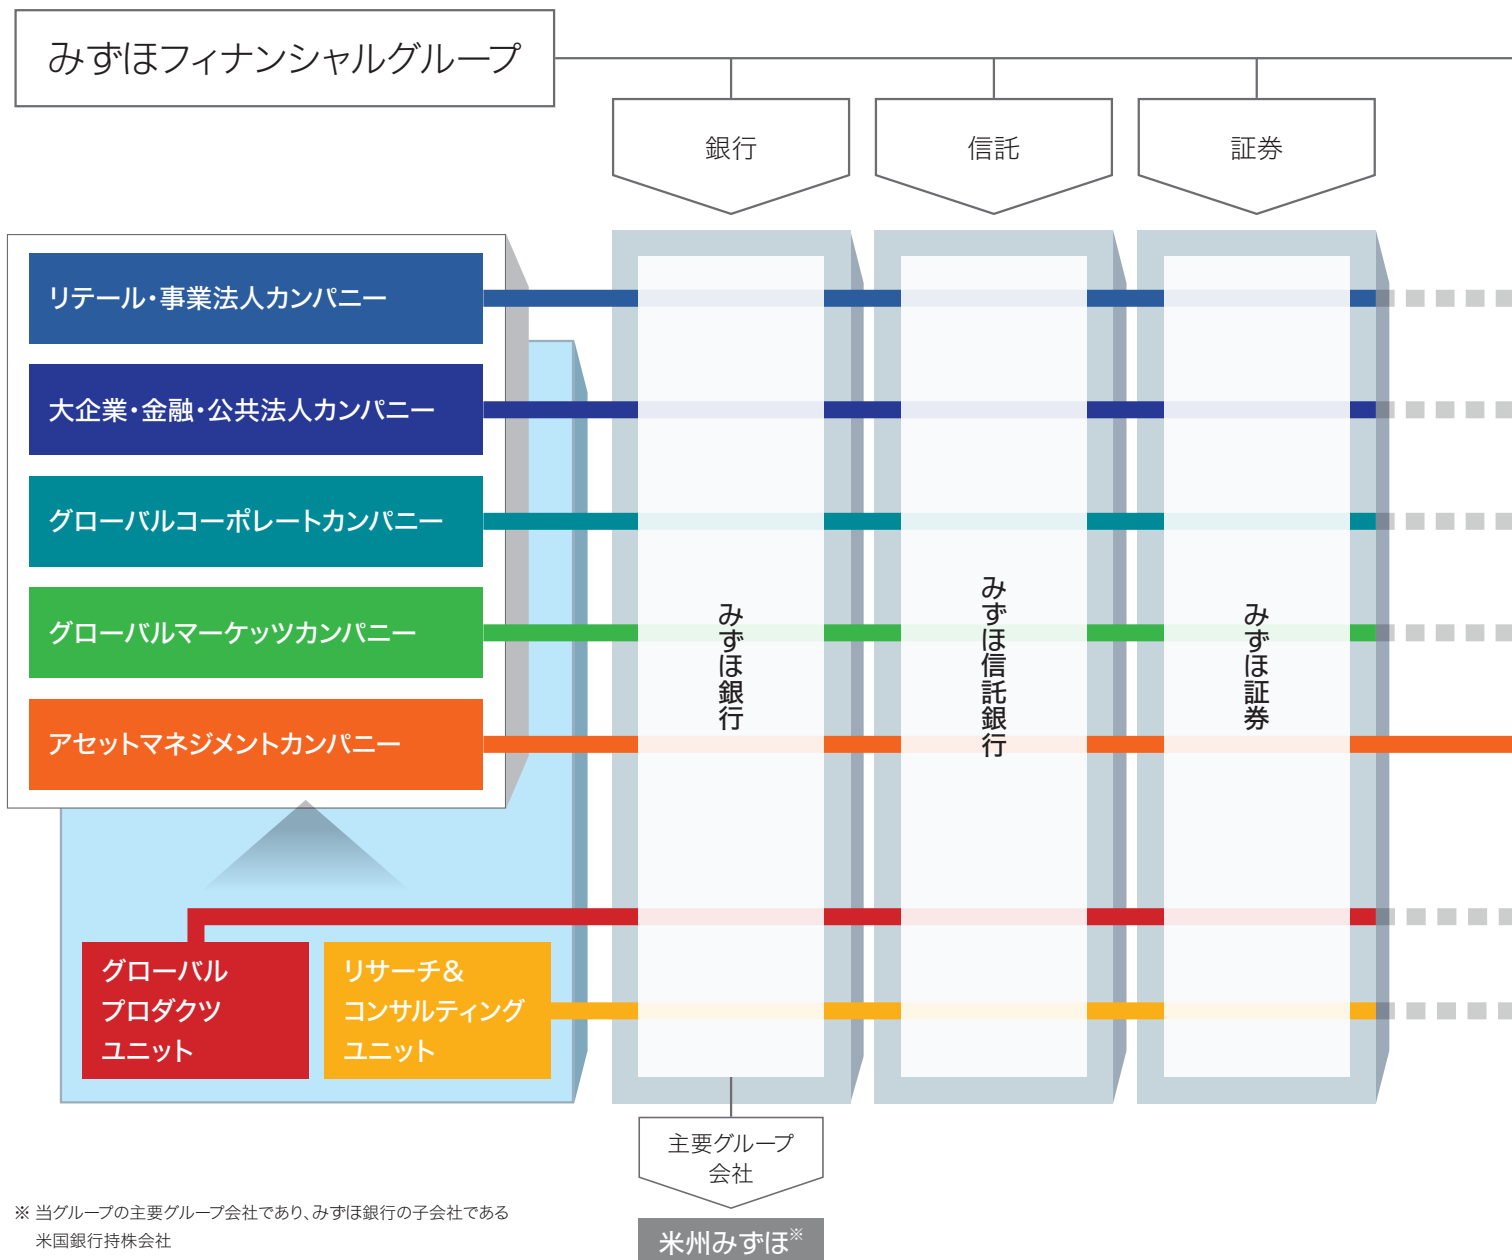 みずほフィナンシャルグループ
銀行
信託
証券
リテール・事業法人カンパニー
大企業・金融・公共法人カンパニー
グローバルコーポレートカンパニー
グローバルマーケッツカンパニー
アセットマネジメントカンパニー
みずほ銀行
みずほ信託銀行
みずほ証券
グローバル
プロダクツ
ユニット
リサーチ&
コンサルティング
ユニット
主要グループ
会社
米州みずほ※
※ 当グループの主要グループ会社であり、みずほ銀行の子会社である
米国銀行持株会社